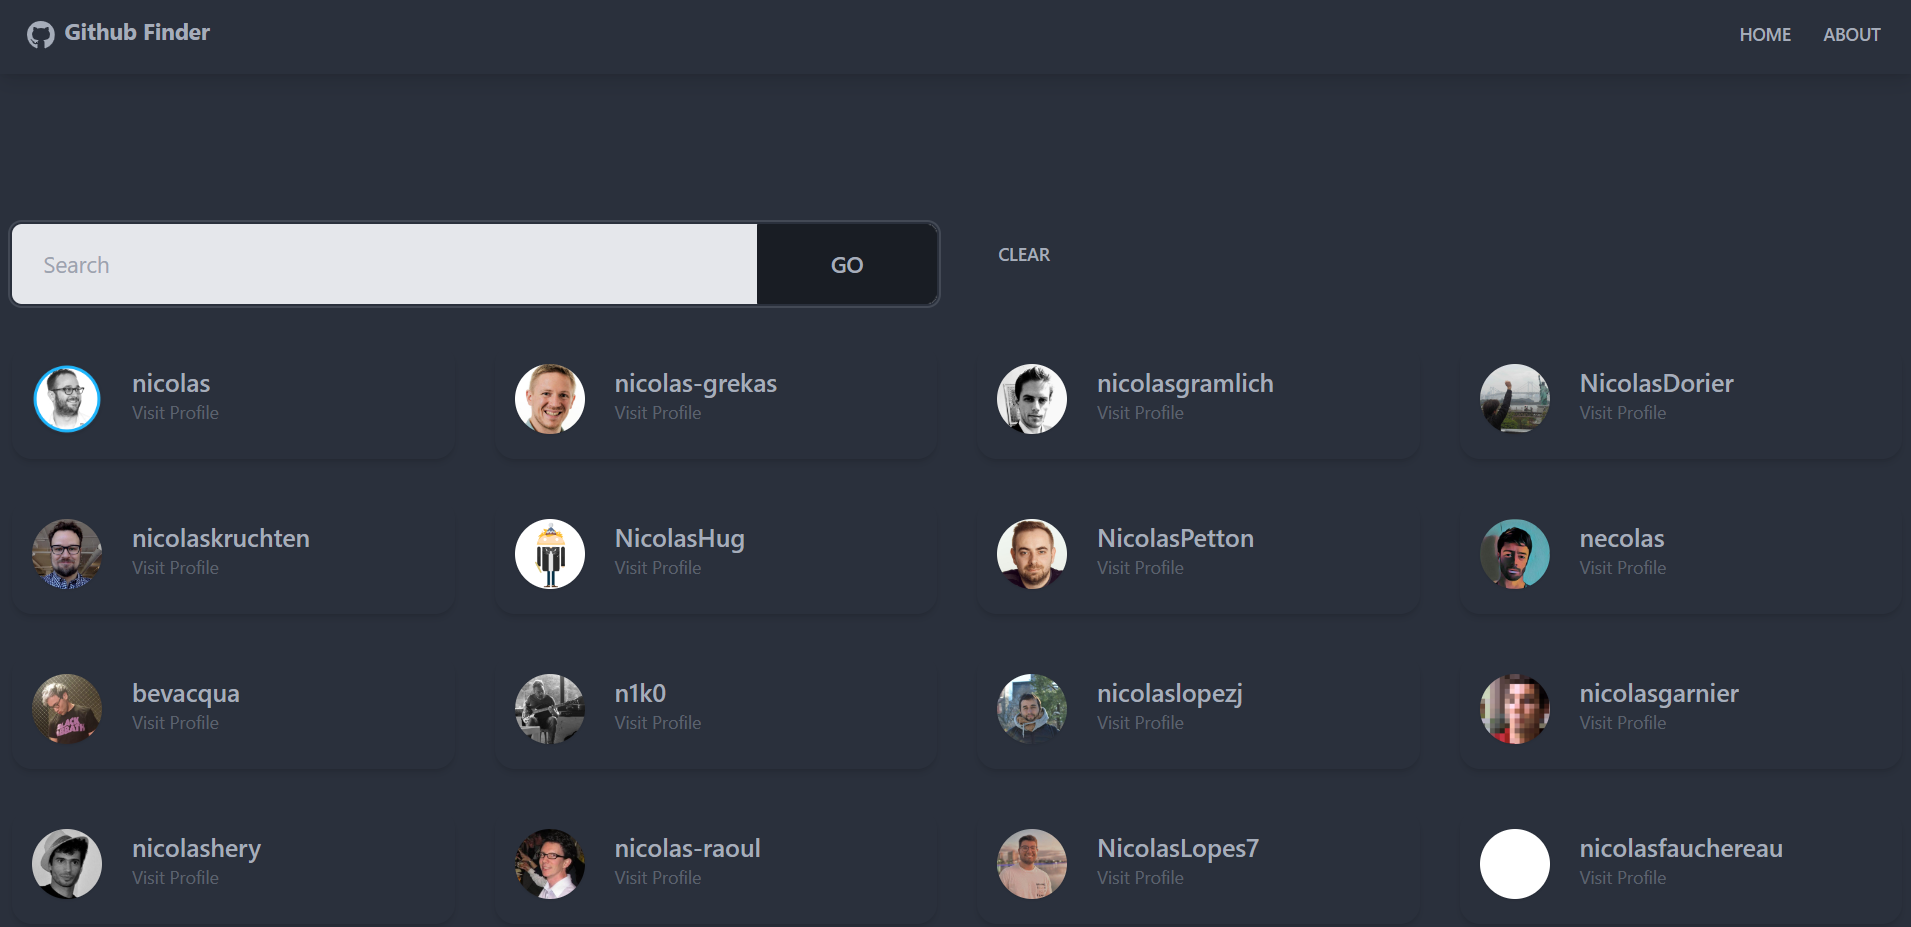 Github Finder
HOME ABOUT
Search
GO
CLEAR
nicolas
Visit Profile
nicolas-grekas
Visit Profile
nicolasgramlich
Visit Profile
NicolasDorier
Visit Profile
nicolaskruchten
Visit Profile
NicolasHug
Visit Profile
NicolasPetton
Visit Profile
necolas
Visit Profile
bevacqua
Visit Profile
n1k0
Visit Profile
nicolaslopezj
Visit Profile
nicolasgarnier
Visit Profile
nicolashery
Visit Profile
nicolas-raoul
Visit Profile
NicolasLopes7
Visit Profile
nicolasfauchereau
Visit Profile